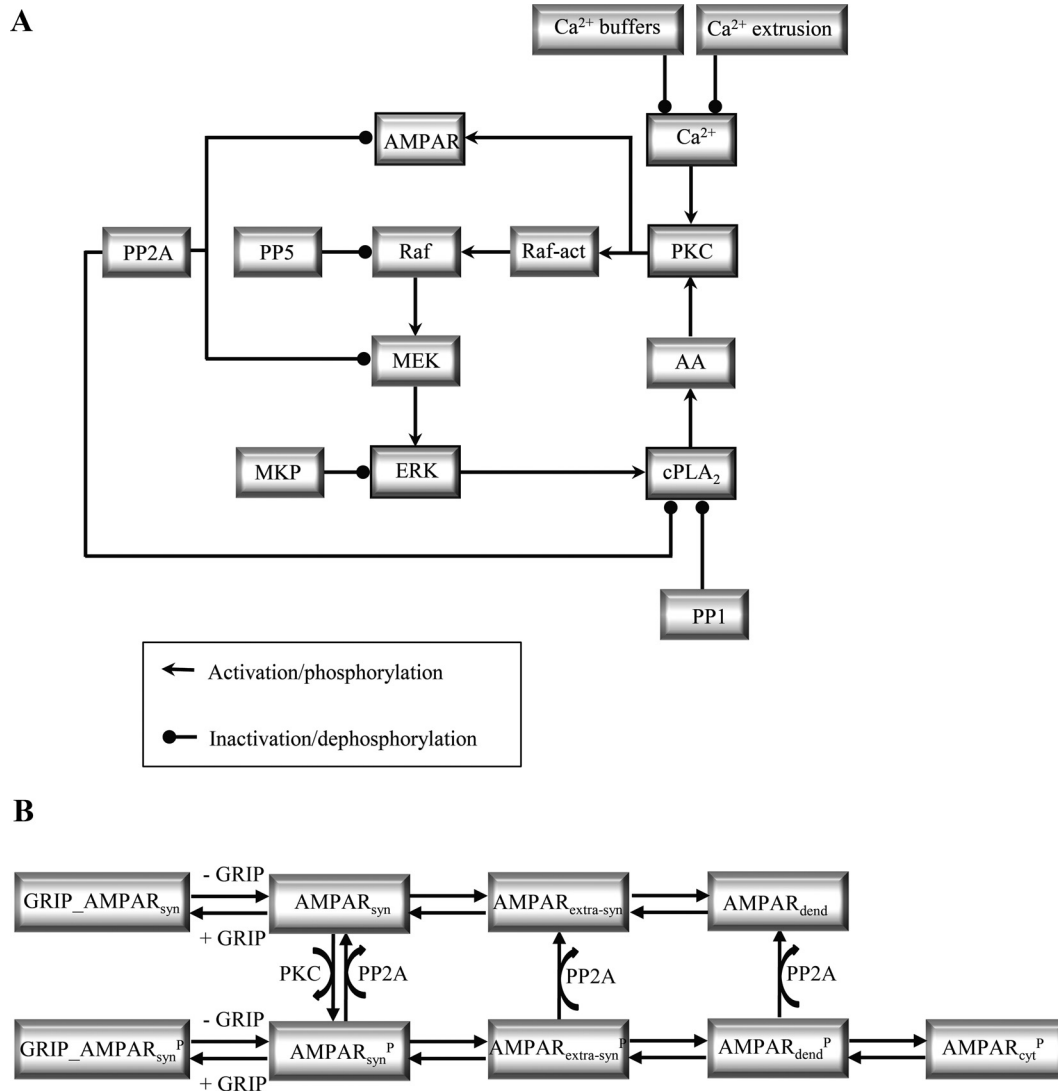 A
Ca²⁺ buffers
Ca²⁺ extrusion
AMPAR
Ca²⁺
PP2A
PP5
Raf
Raf-act
PKC
MEK
AA
MKP
ERK
cPLA₂
PP1
Activation/phosphorylation
Inactivation/dephosphorylation
B
- GRIP
GRIP_AMPARsyn
AMPARsyn
AMPARextra-syn
AMPARdend
+ GRIP
PKC
PP2A
PP2A
PP2A
- GRIP
GRIP_AMPARsynᴾ
AMPARsynᴾ
AMPARextra-synᴾ
AMPARdendᴾ
AMPARcytᴾ
+ GRIP